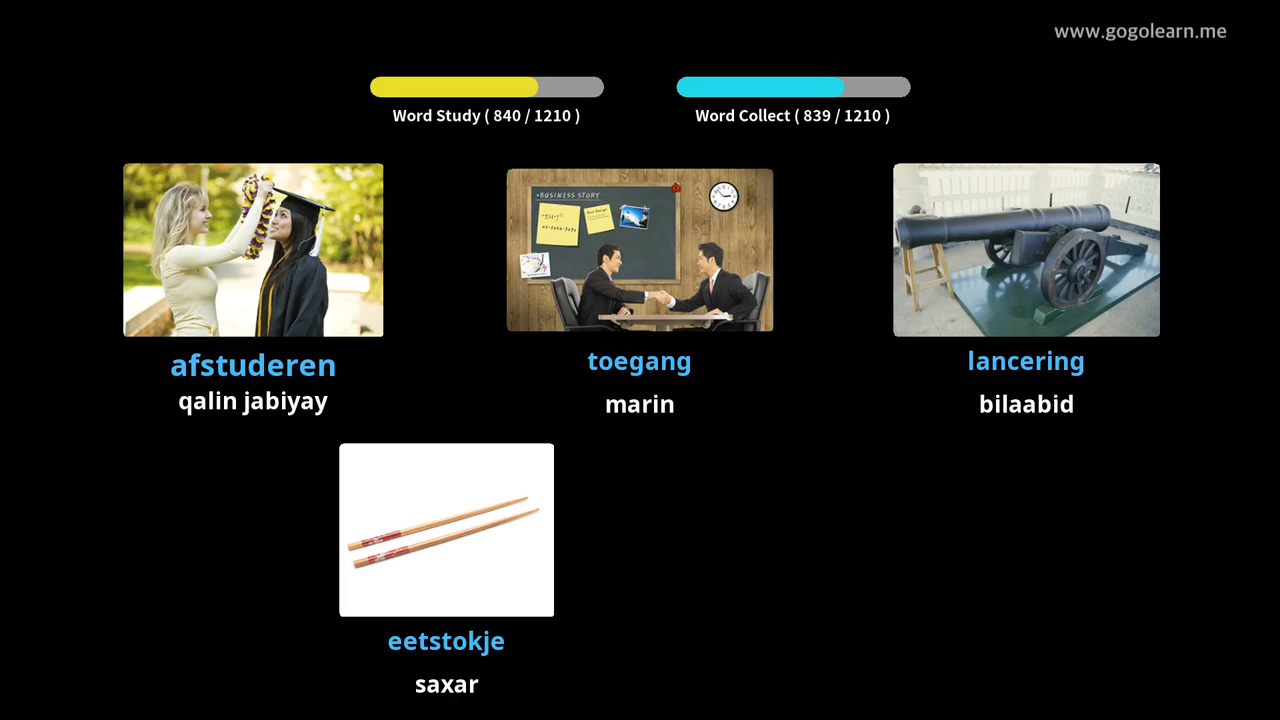 www.gogolearn.me
Word Study ( 840 / 1210 )
Word Collect ( 839 / 1210 )
•BUSINESS STORY
afstuderen
qalin jabiyay
toegang
marin
lancering
bilaabid
eetstokje
saxar